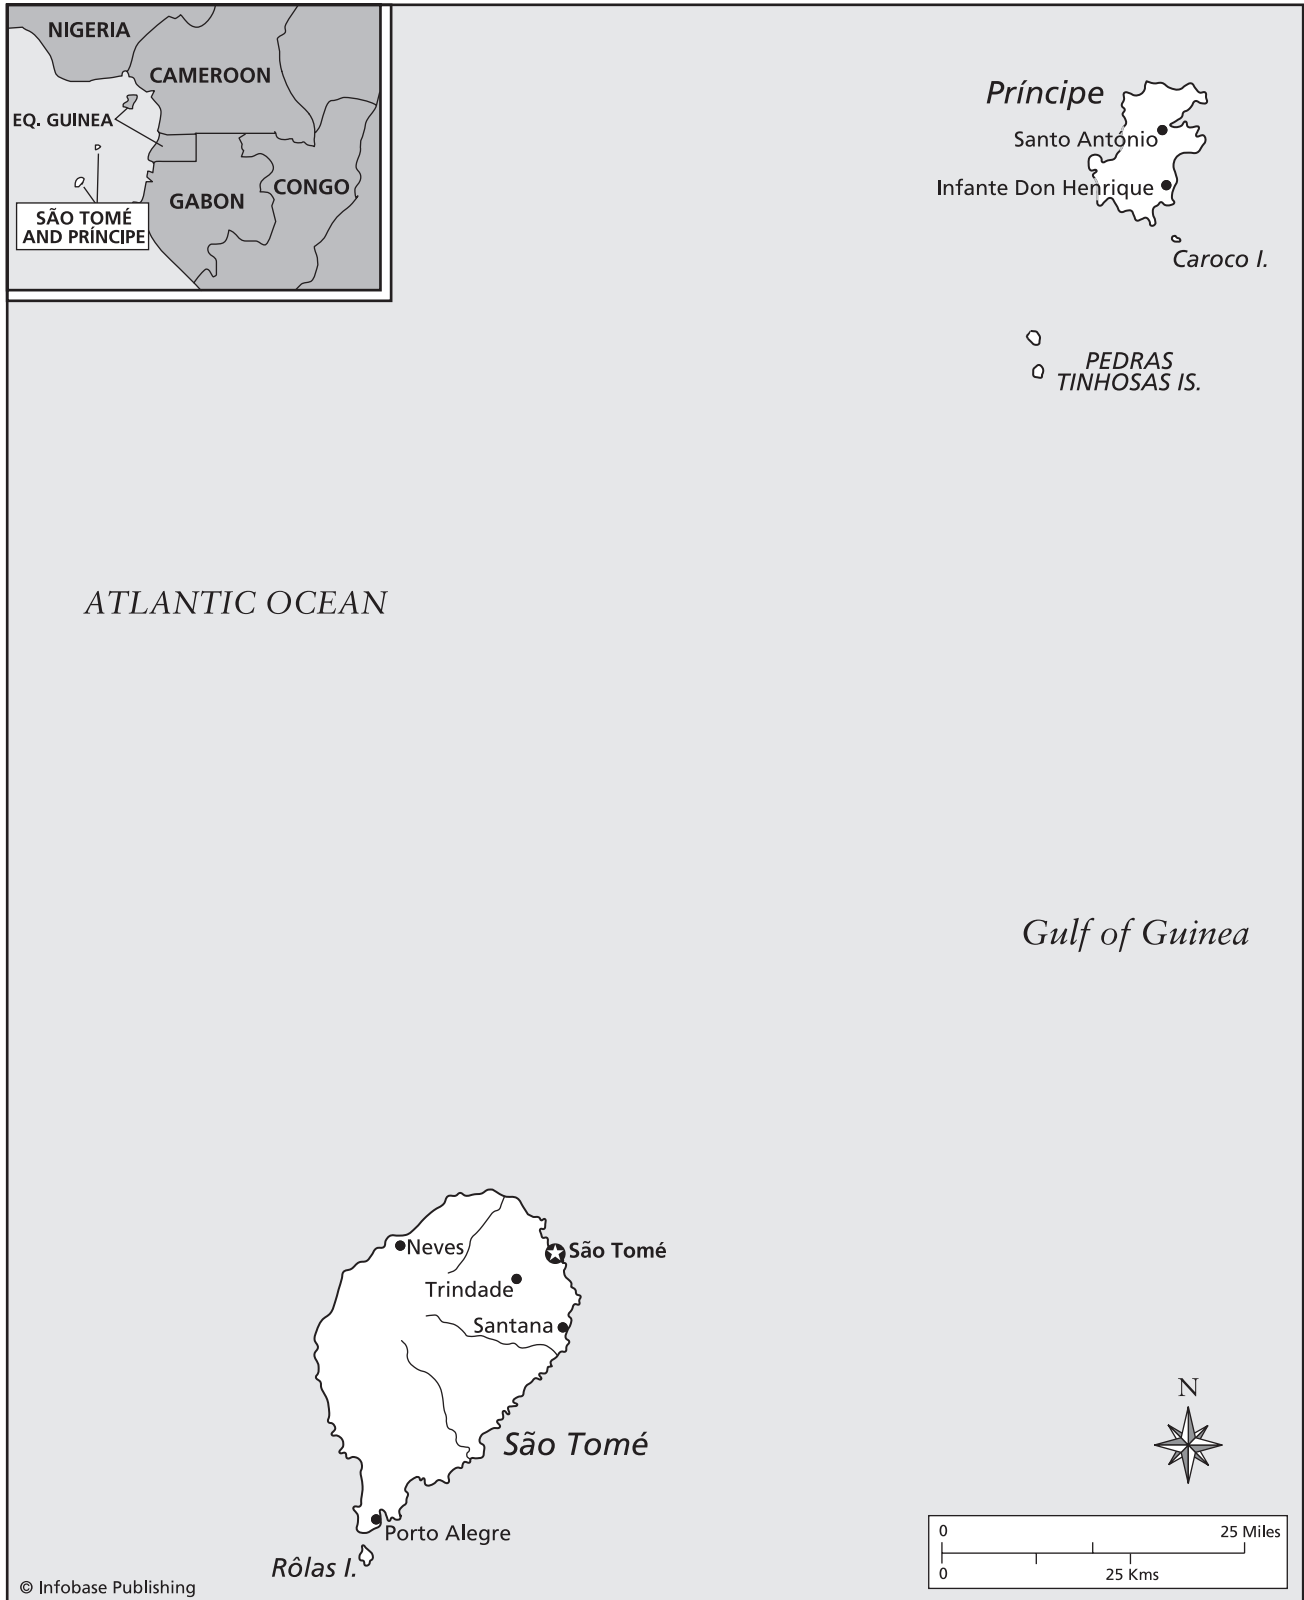 NIGERIA
CAMEROON
EQ. GUINEA
GABON
CONGO
SÃO TOMÉ
AND PRÍNCIPE
Príncipe
Santo António
Infante Don Henrique
Caroco I.
PEDRAS
TINHOSAS IS.
ATLANTIC OCEAN
Gulf of Guinea
Neves
São Tomé
Trindade
Santana
São Tomé
Porto Alegre
Rôlas I.
N
0 25 Miles
0 25 Kms
© Infobase Publishing